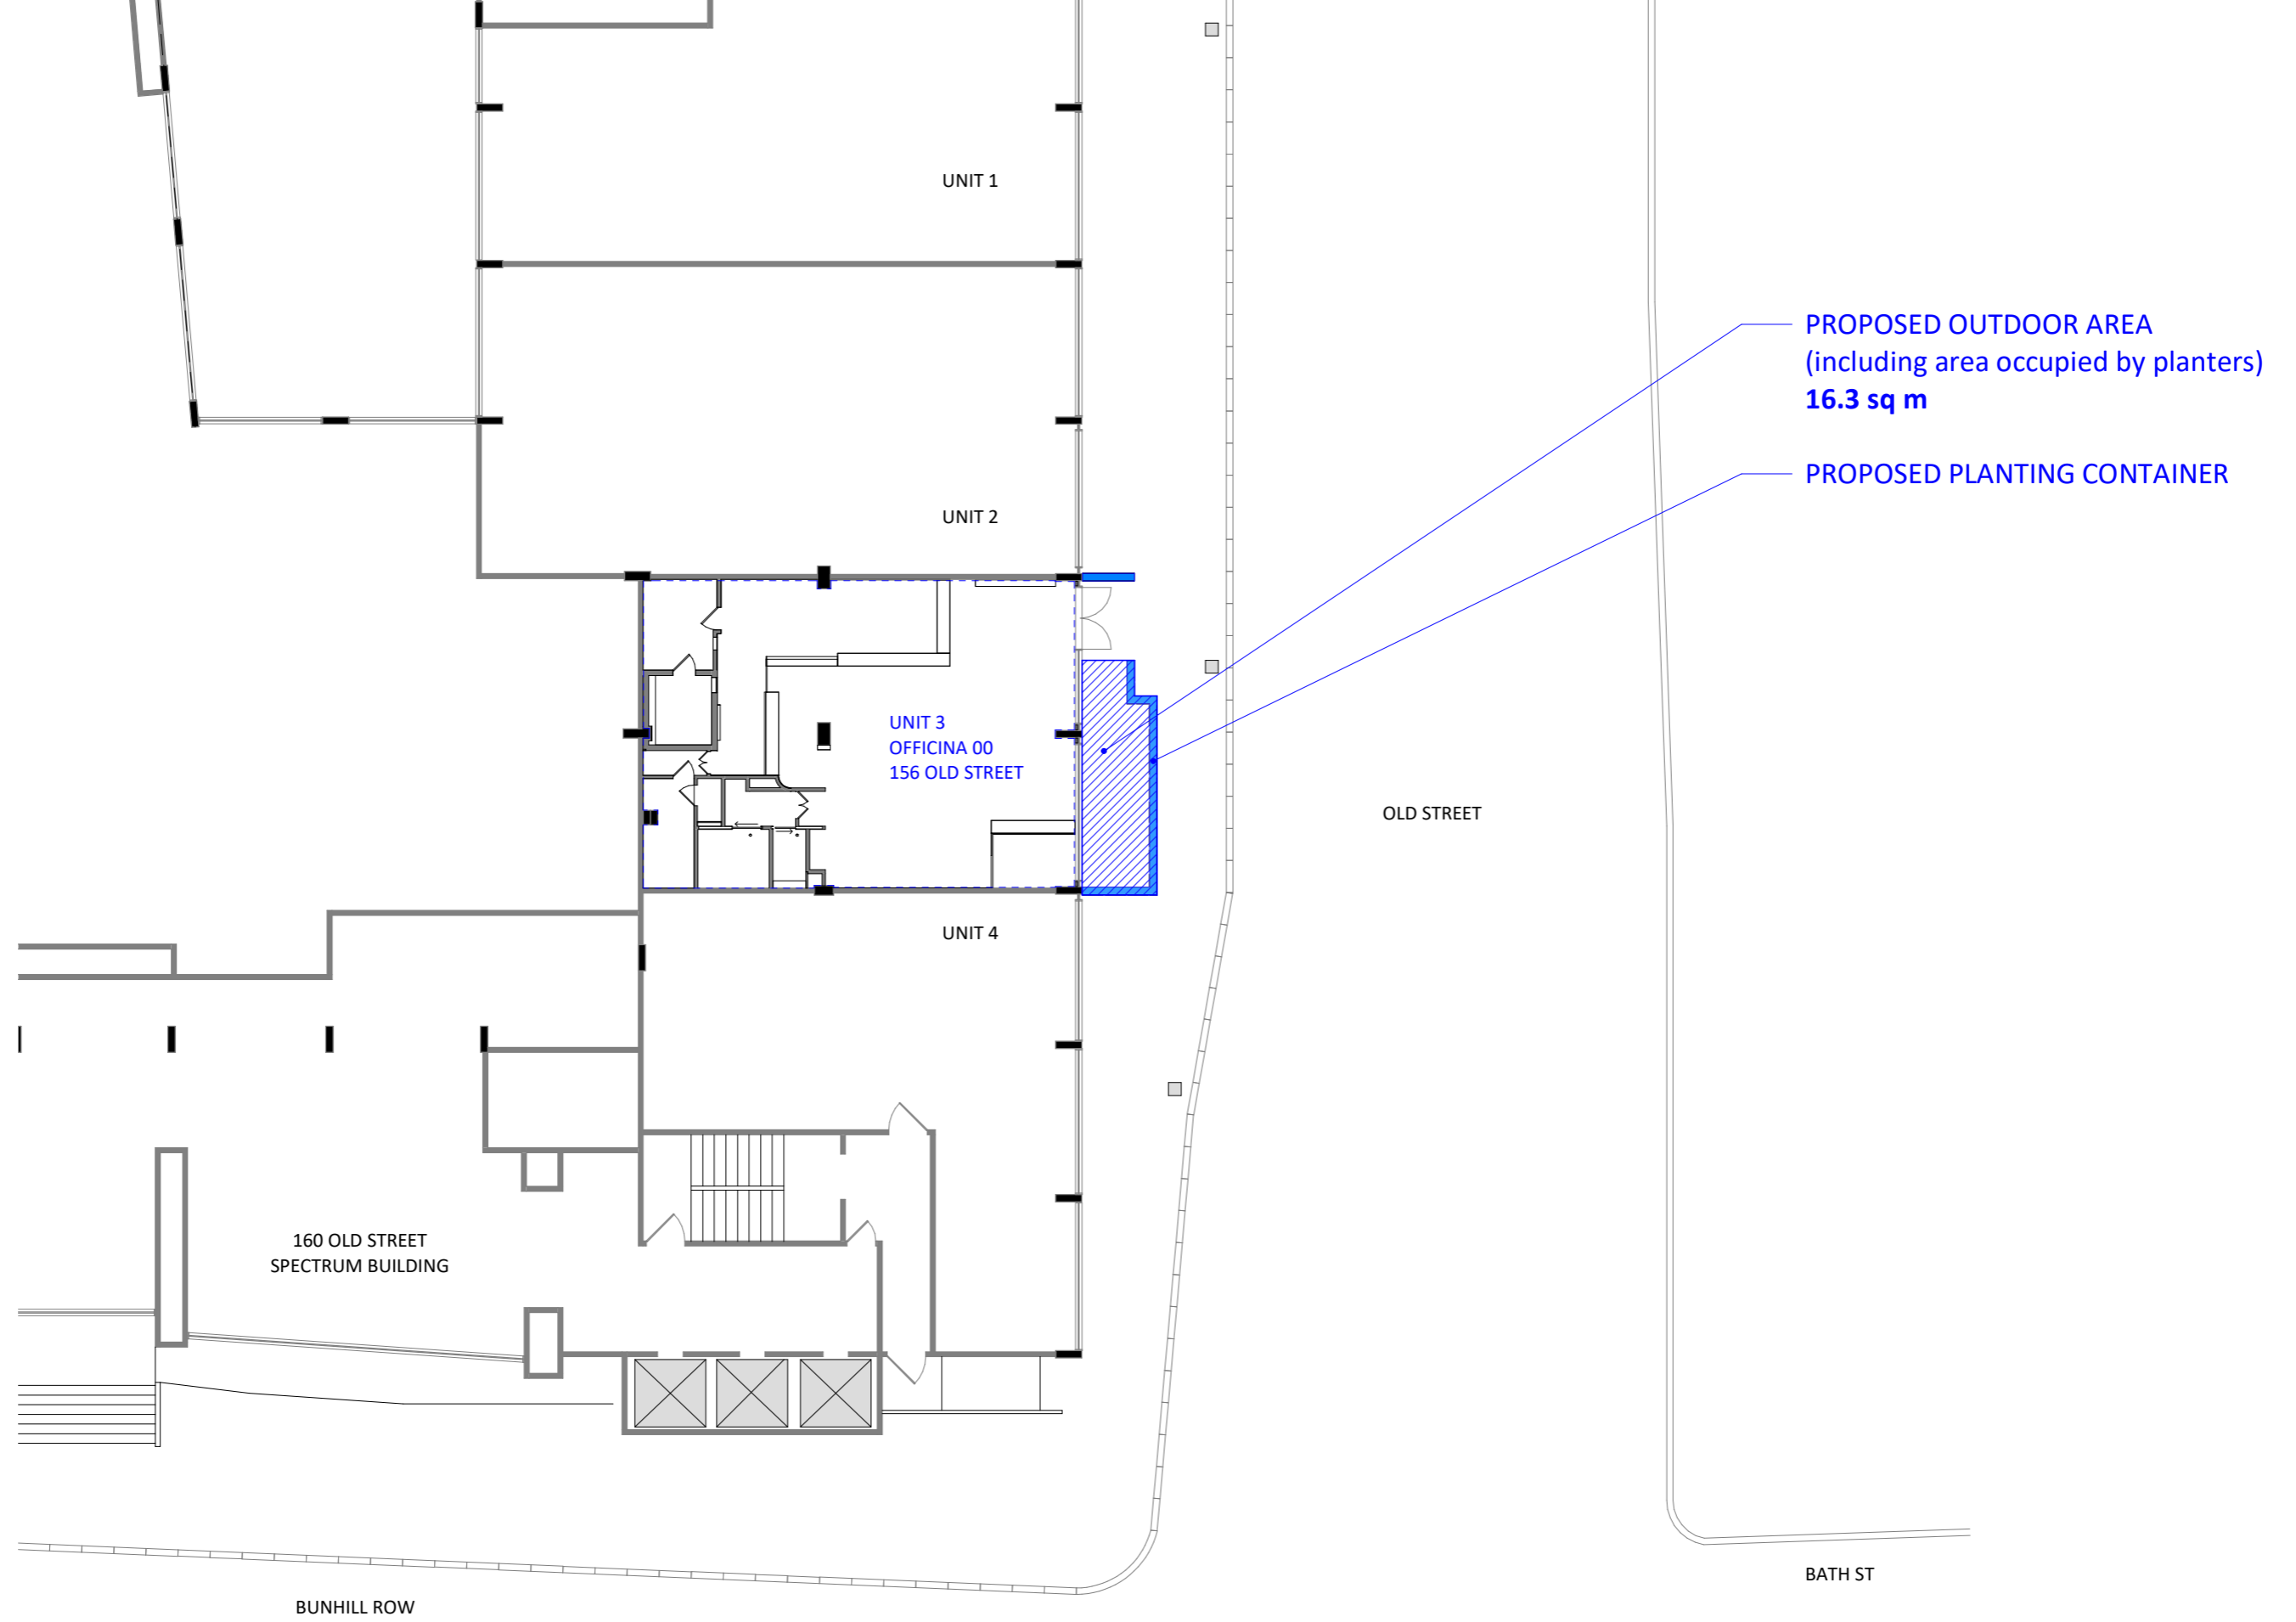 UNIT 1
PROPOSED OUTDOOR AREA
(including area occupied by planters)
16.3 sq m
PROPOSED PLANTING CONTAINER
UNIT 2
UNIT 3
OFFICINA 00
156 OLD STREET
OLD STREET
UNIT 4
160 OLD STREET
SPECTRUM BUILDING
BATH ST
BUNHILL ROW